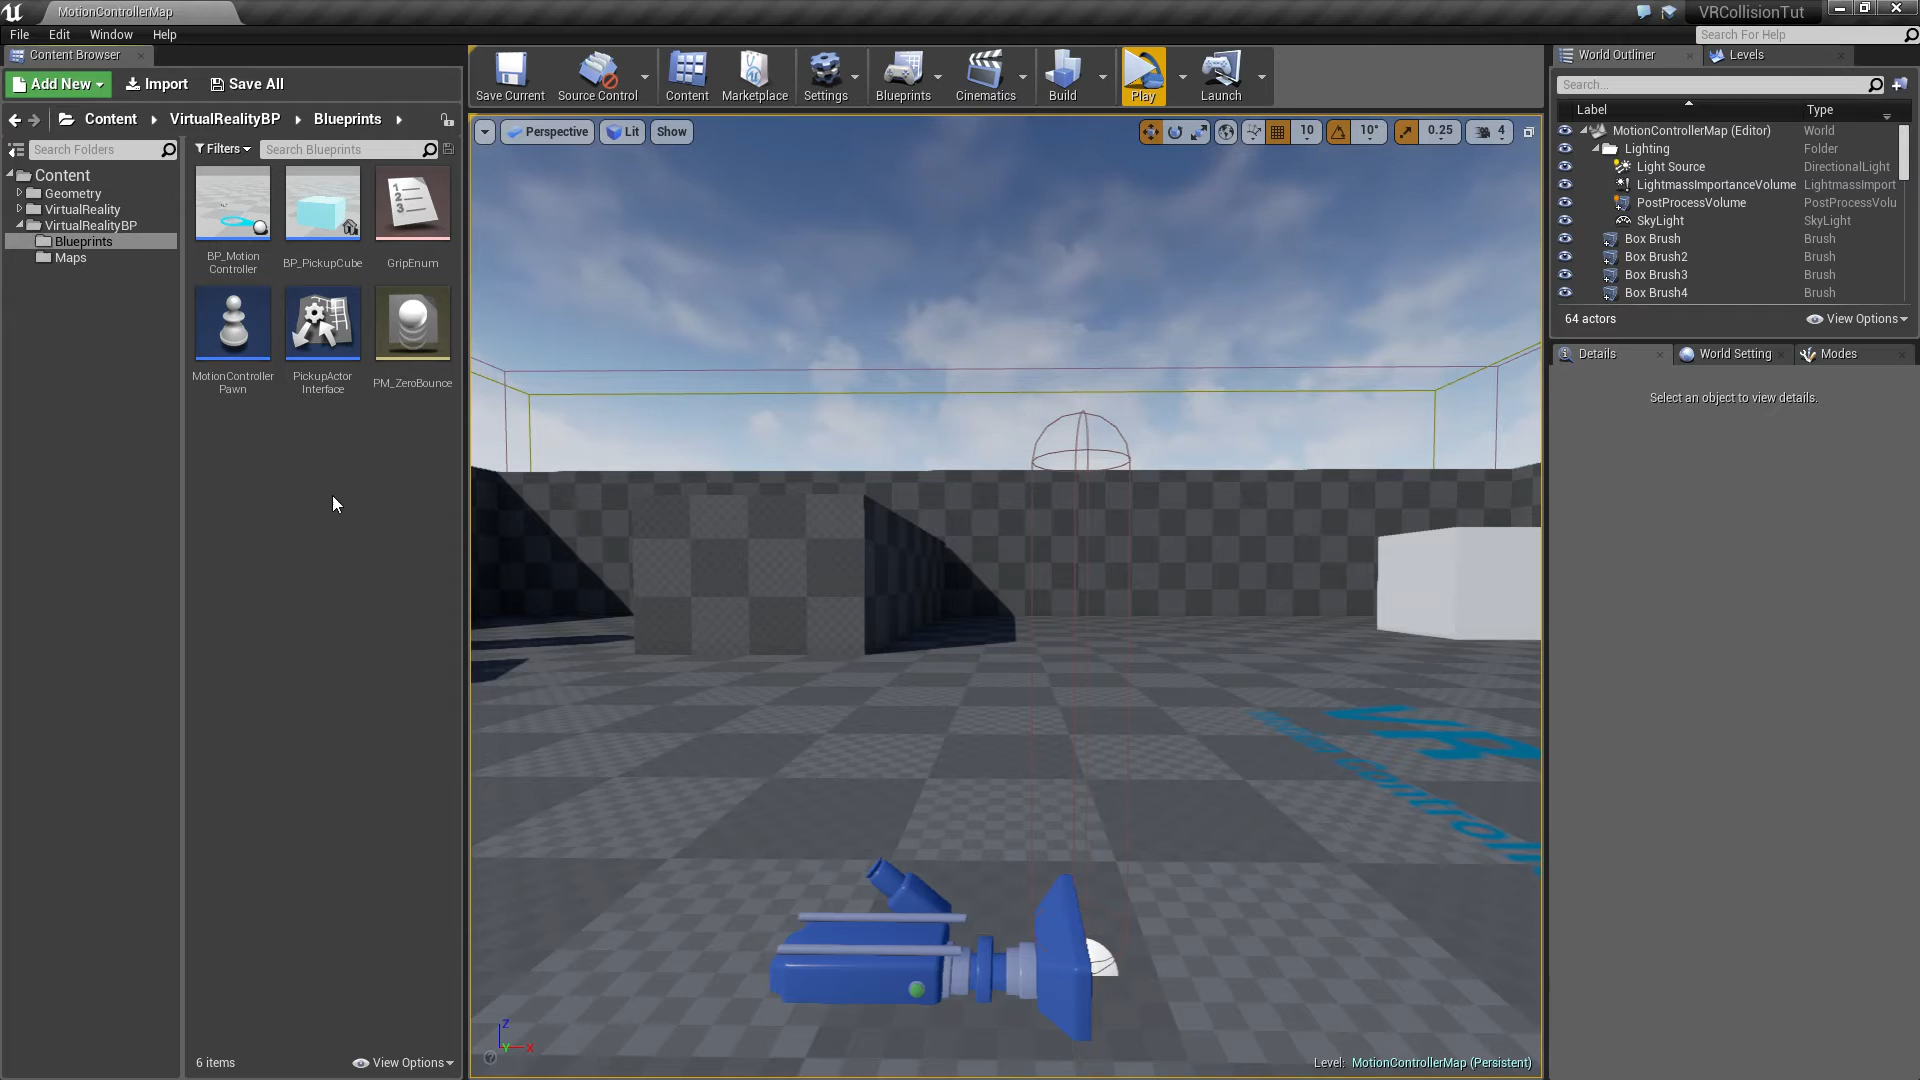 MotionControllerMap
VRCollisionTut
File Edit Window Help
Search For Help
Content Browser
Add New Import Save All
Content VirtualRealityBP Blueprints
Search Folders
Filters Search Blueprints
Content
Geometry
VirtualReality
VirtualRealityBP
Blueprints
Maps
BP_Motion
Controller
BP_PickupCube
GripEnum
MotionController
Pawn
PickupActor
Interface
PM_ZeroBounce
6 items View Options
Save Current Source Control Content Marketplace Settings Blueprints Cinematics Build Play Launch
Perspective Lit Show
10 10° 0.25 4
Z
Y X
Level: MotionControllerMap (Persistent)
World Outliner Levels
Search...
Label Type
MotionControllerMap (Editor) World
Lighting Folder
Light Source DirectionalLight
LightmassImportanceVolume LightmassImport
PostProcessVolume PostProcessVolu
SkyLight SkyLight
Box Brush Brush
Box Brush2 Brush
Box Brush3 Brush
Box Brush4 Brush
64 actors View Options
Details World Setting Modes
Select an object to view details.